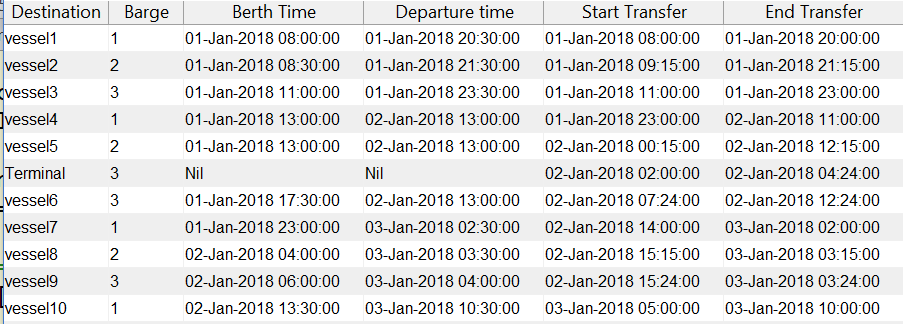 Destination Barge Berth Time Departure time Start Transfer End Transfer
vessel1 1 01-Jan-2018 08:00:00 01-Jan-2018 20:30:00 01-Jan-2018 08:00:00 01-Jan-2018 20:00:00
vessel2 2 01-Jan-2018 08:30:00 01-Jan-2018 21:30:00 01-Jan-2018 09:15:00 01-Jan-2018 21:15:00
vessel3 3 01-Jan-2018 11:00:00 01-Jan-2018 23:30:00 01-Jan-2018 11:00:00 01-Jan-2018 23:00:00
vessel4 1 01-Jan-2018 13:00:00 02-Jan-2018 13:00:00 01-Jan-2018 23:00:00 02-Jan-2018 11:00:00
vessel5 2 01-Jan-2018 13:00:00 02-Jan-2018 13:00:00 02-Jan-2018 00:15:00 02-Jan-2018 12:15:00
Terminal 3 Nil Nil 02-Jan-2018 02:00:00 02-Jan-2018 04:24:00
vessel6 3 01-Jan-2018 17:30:00 02-Jan-2018 13:00:00 02-Jan-2018 07:24:00 02-Jan-2018 12:24:00
vessel7 1 01-Jan-2018 23:00:00 03-Jan-2018 02:30:00 02-Jan-2018 14:00:00 03-Jan-2018 02:00:00
vessel8 2 02-Jan-2018 04:00:00 03-Jan-2018 03:30:00 02-Jan-2018 15:15:00 03-Jan-2018 03:15:00
vessel9 3 02-Jan-2018 06:00:00 03-Jan-2018 04:00:00 02-Jan-2018 15:24:00 03-Jan-2018 03:24:00
vessel10 1 02-Jan-2018 13:30:00 03-Jan-2018 10:30:00 03-Jan-2018 05:00:00 03-Jan-2018 10:00:00